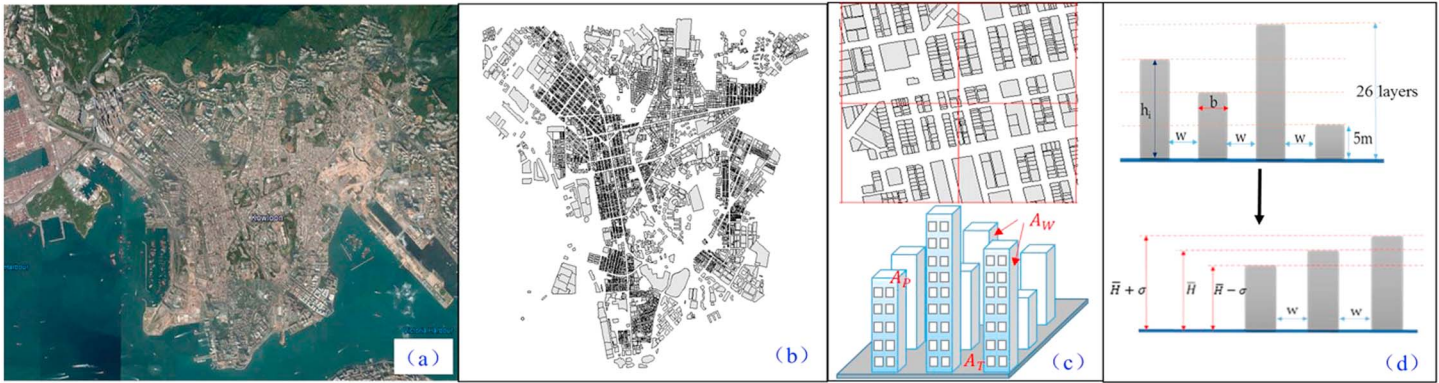 Kowloon
(a)
(b)
A_W
A_P
A_T
(c)
h_i
b
w
w
w
26 layers
5m
H̅ + σ
H̅
H̅ − σ
w
w
(d)